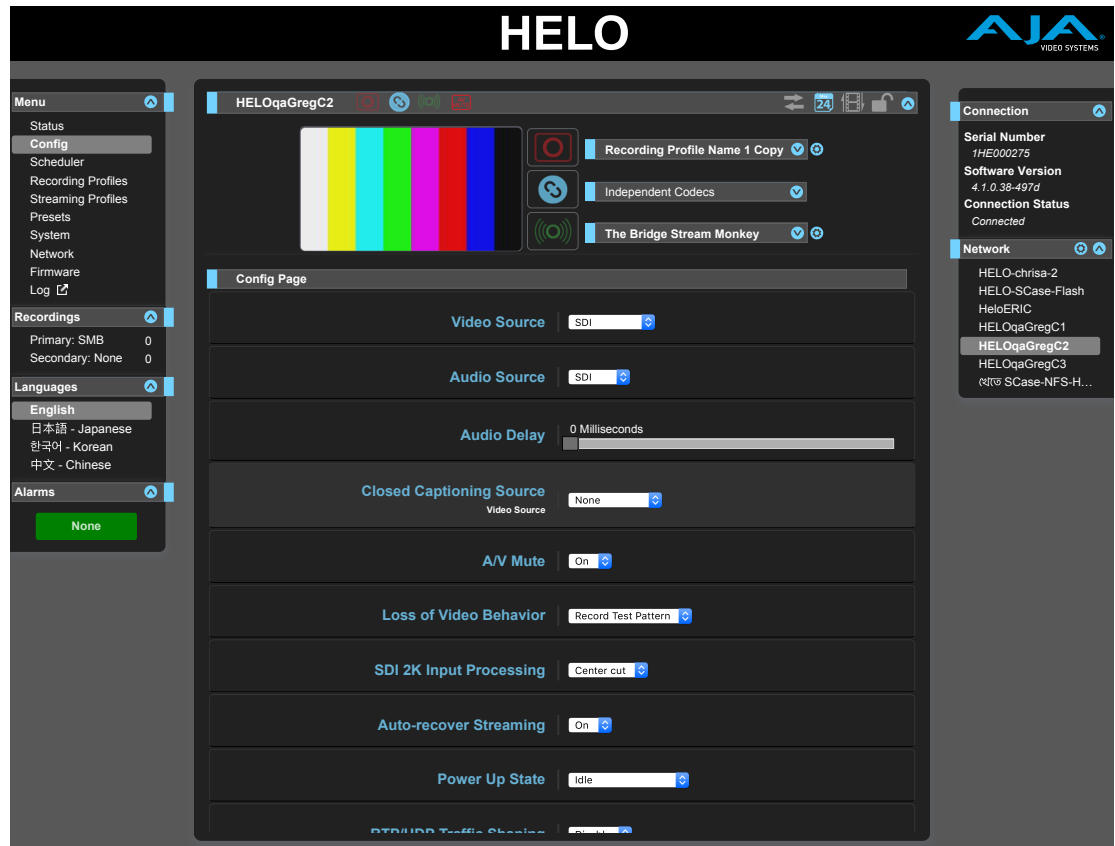 HELO
AJA
VIDEO SYSTEMS
Menu
Status
Config
Scheduler
Recording Profiles
Streaming Profiles
Presets
System
Network
Firmware
Log
Recordings
Primary: SMB 0
Secondary: None 0
Languages
English
日本語 - Japanese
한국어 - Korean
中文 - Chinese
Alarms
None
HELOqaGregC2
24
Recording Profile Name 1 Copy
Independent Codecs
The Bridge Stream Monkey
Config Page
Video Source SDI
Audio Source SDI
Audio Delay 0 Milliseconds
Closed Captioning Source None
Video Source
A/V Mute On
Loss of Video Behavior Record Test Pattern
SDI 2K Input Processing Center cut
Auto-recover Streaming On
Power Up State Idle
RTP/UDP Traffic Shaping
Connection
Serial Number
1HE000275
Software Version
4.1.0.38-497d
Connection Status
Connected
Network
HELO-chrisa-2
HELO-SCase-Flash
HeloERIC
HELOqaGregC1
HELOqaGregC2
HELOqaGregC3
SCase-NFS-H...